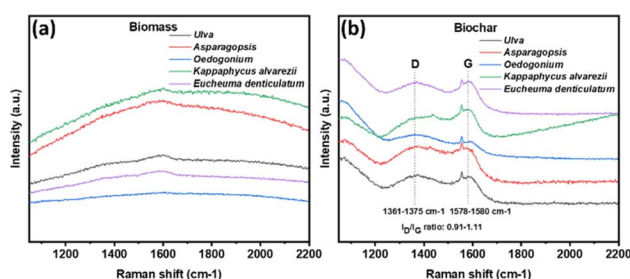 (a)
Biomass
Ulva
Asparagopsis
Oedogonium
Kappaphycus alvarezii
Eucheuma denticulatum
Intensity (a.u.)
1200 1400 1600 1800 2000 2200
Raman shift (cm-1)
(b)
Biochar
Ulva
Asparagopsis
Oedogonium
Kappaphycus alvarezii
Eucheuma denticulatum
D
G
1361-1375 cm-1
1578-1580 cm-1
ID/IG ratio: 0.91-1.11
Intensity (a.u.)
1200 1400 1600 1800 2000 2200
Raman shift (cm-1)